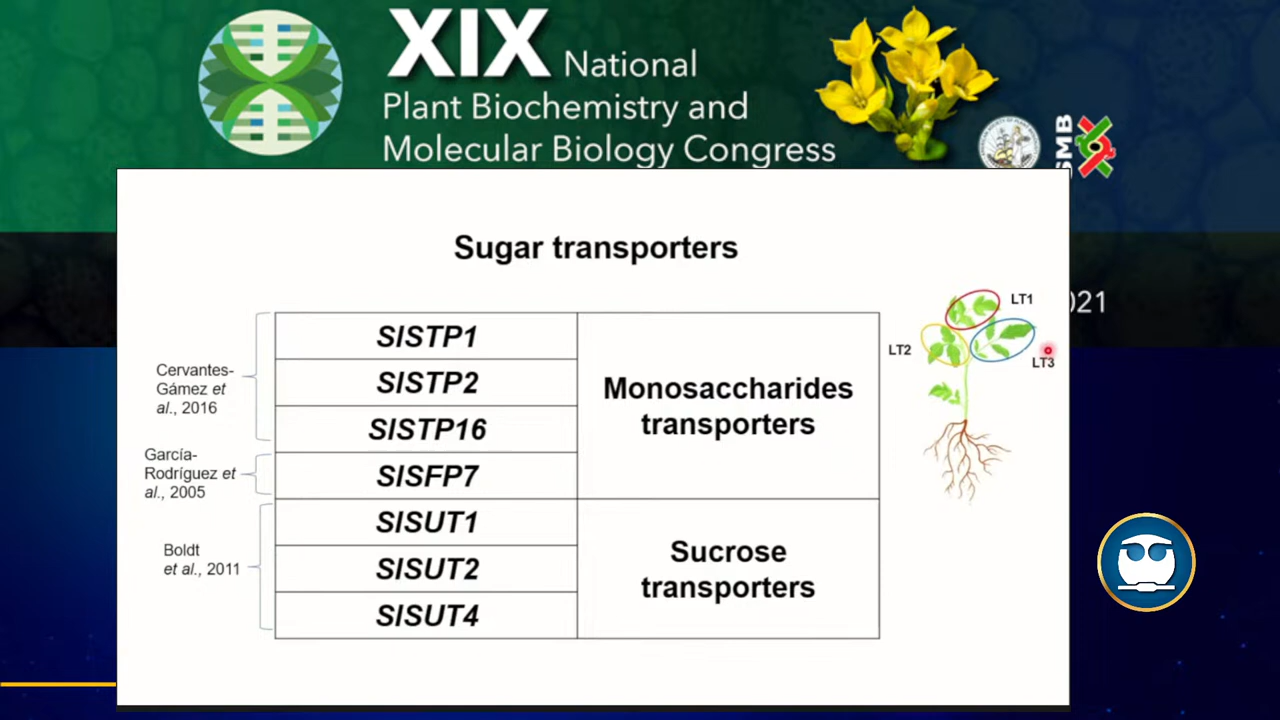 XIX National
Plant Biochemistry and
Molecular Biology Congress
SMB
021
Sugar transporters
Cervantes-
Gámez et
al., 2016
García-
Rodríguez et
al., 2005
Boldt
et al., 2011
SlSTP1
SlSTP2
SlSTP16
SlSFP7
SlSUT1
SlSUT2
SlSUT4
Monosaccharides
transporters
Sucrose
transporters
LT1
LT2
LT3